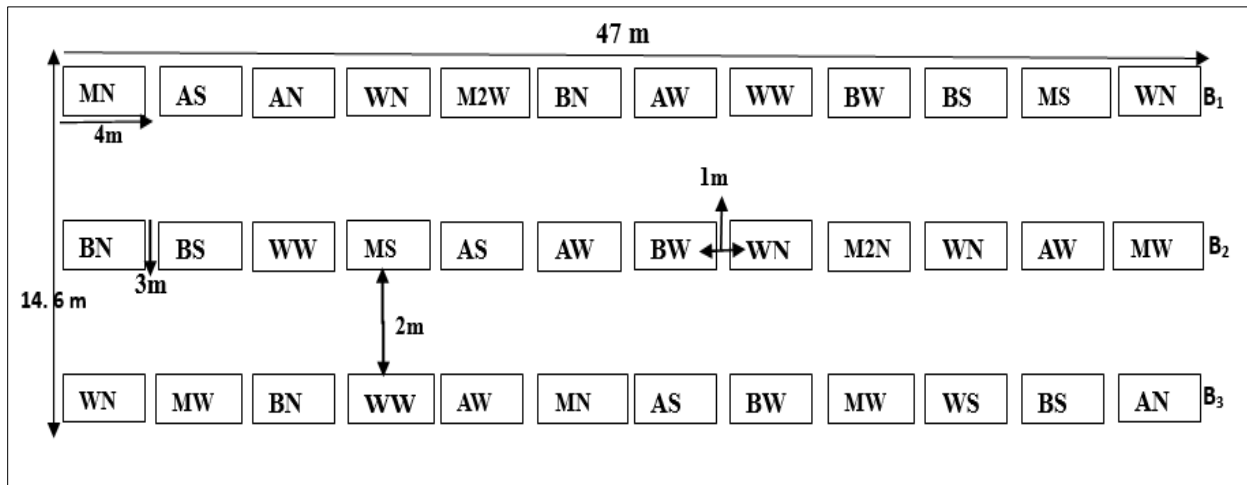 47 m
MN AS AN WN M2W BN AW WW BW BS MS WN B₁
4m
1m
BN BS WW MS AS AW BW WN M2N WN AW MW B₂
3m
14. 6 m
2m
WN MW BN WW AW MN AS BW MW WS BS AN B₃